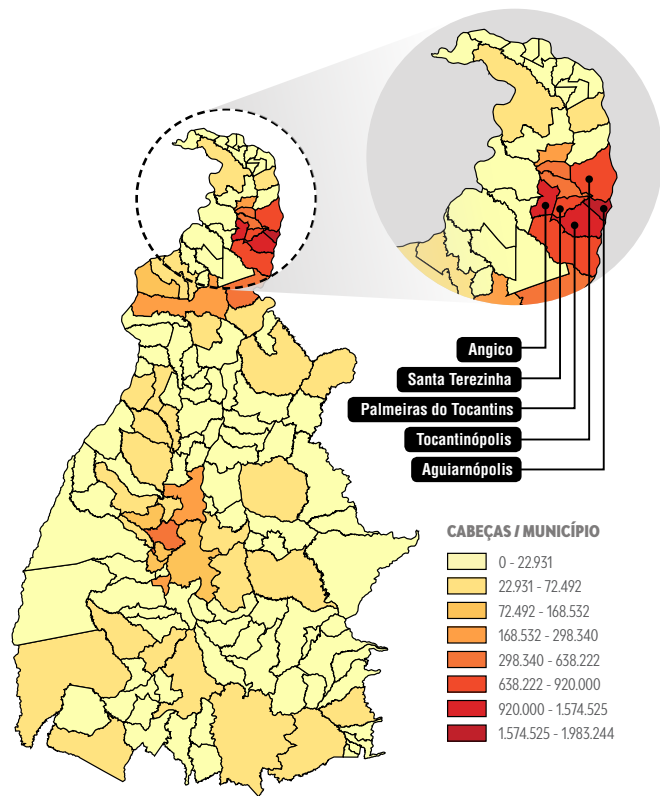 Angico
Santa Terezinha
Palmeiras do Tocantins
Tocantinópolis
Aguiarnópolis
CABEÇAS / MUNICÍPIO
0 - 22.931
22.931 - 72.492
72.492 - 168.532
168.532 - 298.340
298.340 - 638.222
638.222 - 920.000
920.000 - 1.574.525
1.574.525 - 1.983.244